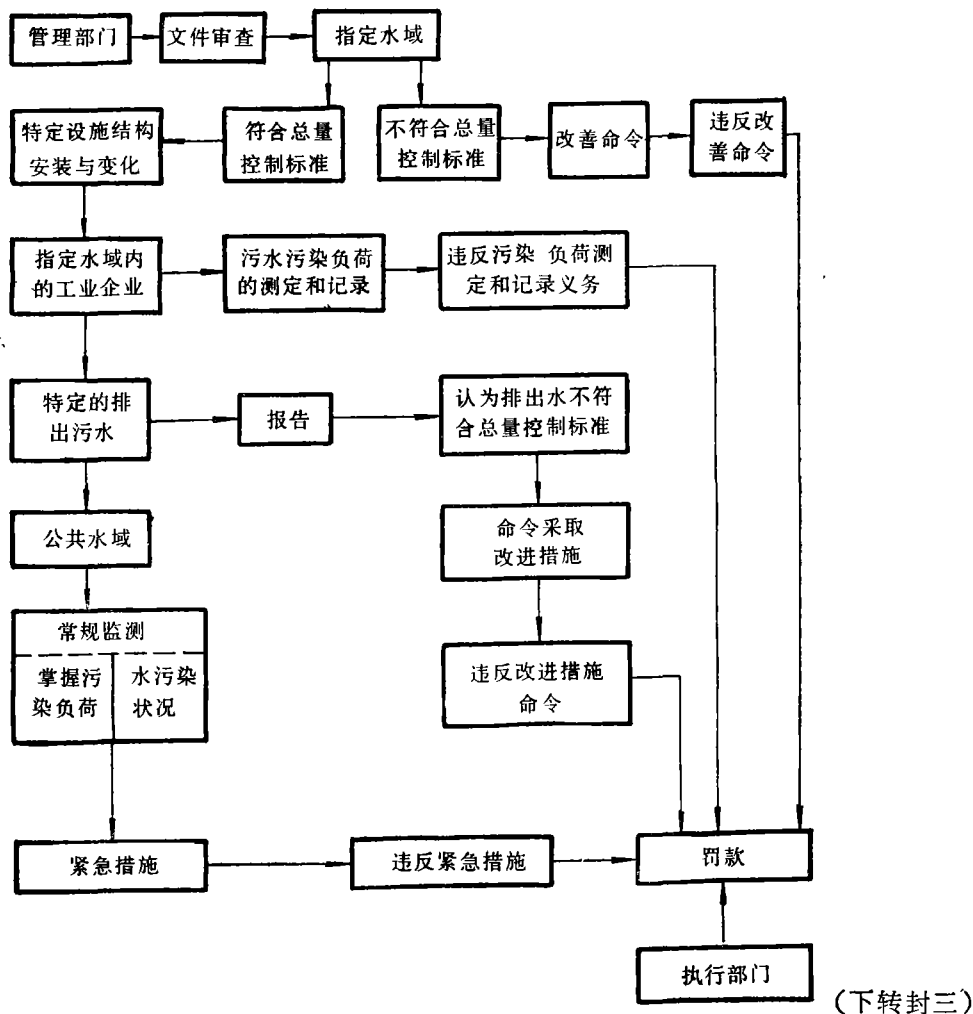 管理部门
文件审查
指定水域
特定设施结构
安装与变化
符合总量
控制标准
不符合总量
控制标准
改善命令
违反改
善命令
指定水域内
的工业企业
污水污染负荷
的测定和记录
违反污染 负荷测
定和记录义务
特定的排
出污水
报告
认为排出水不符
合总量控制标准
公共水域
命令采取
改进措施
常规监测
掌握污
染负荷
水污染
状况
违反改进措施
命令
紧急措施
违反紧急措施
罚款
执行部门
(下转封三)